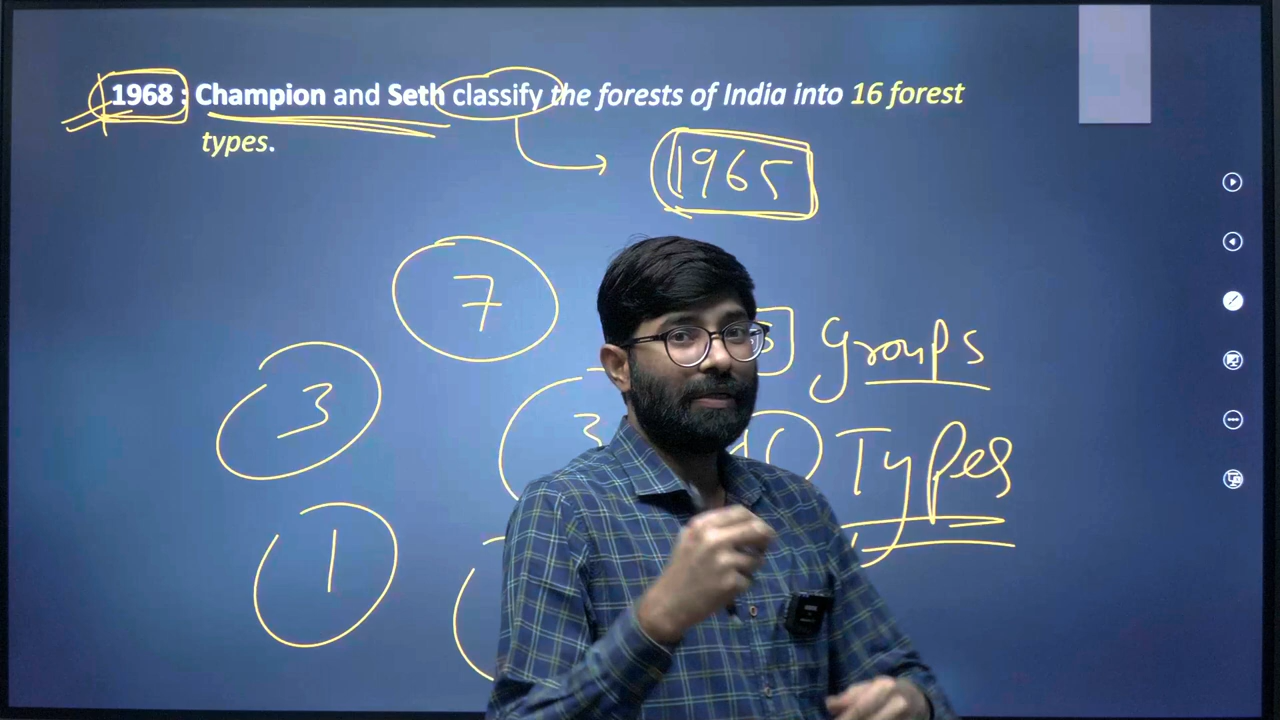 1968 : Champion and Seth classify the forests of India into 16 forest
types.
1965
7
3
Groups
3
Types
1